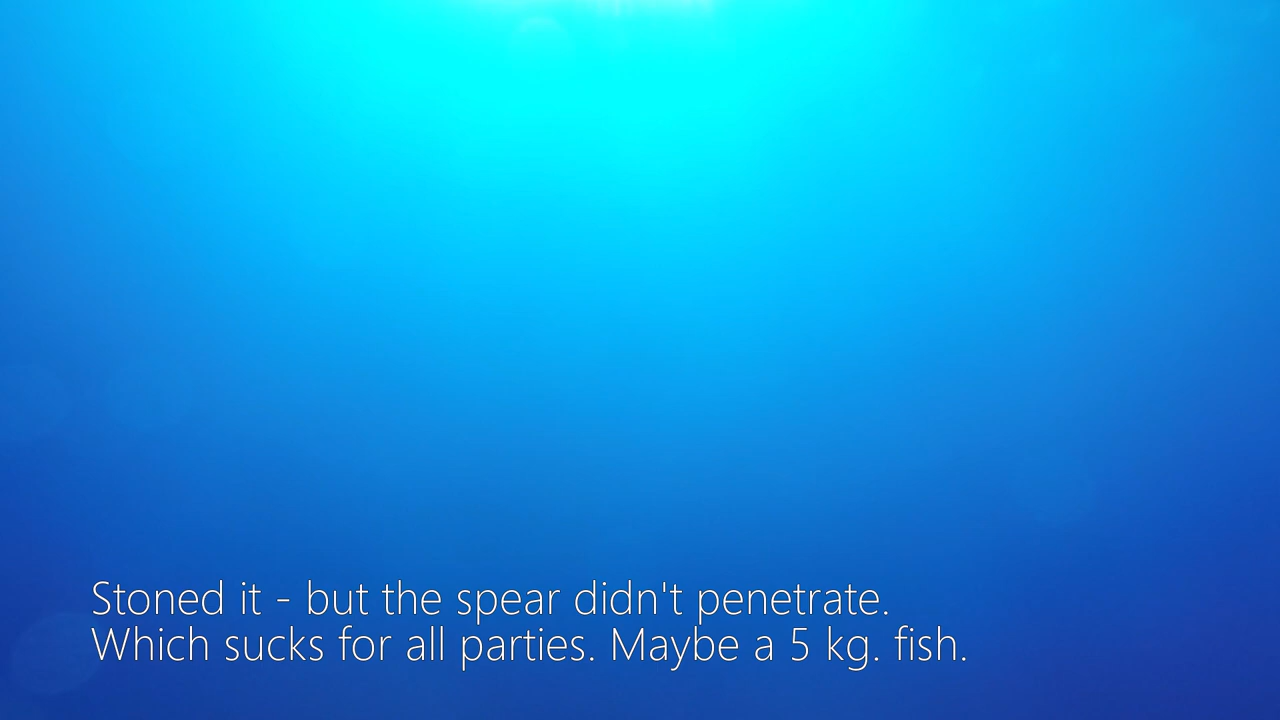 Stoned it - but the spear didn't penetrate.
Which sucks for all parties. Maybe a 5 kg. fish.